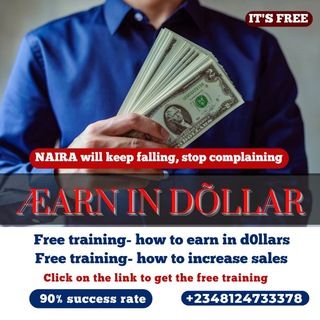 IT'S FREE
NAIRA will keep falling, stop complaining
ÆARN IN DÕLLAR
Free training- how to earn in d0llars
Free training- how to increase sales
Click on the link to get the free training
90% success rate
+2348124733378